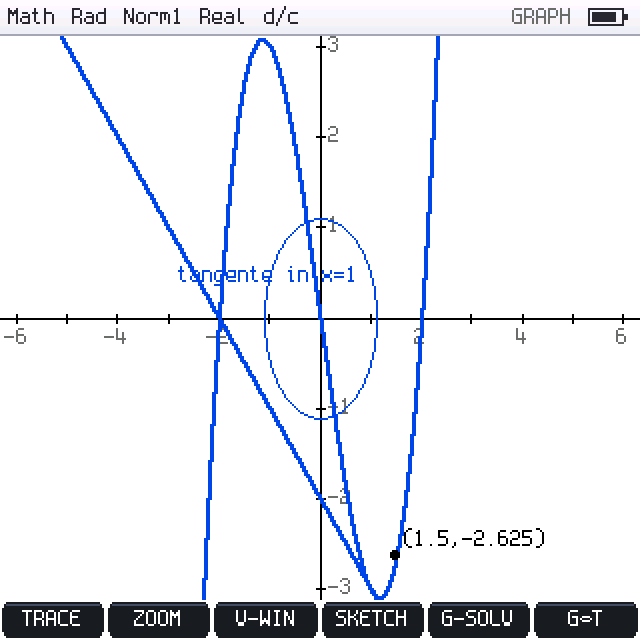 Math Rad Norm1 Real d/c GRAPH
3
2
1
tangente in x=1
-6 -4 -2 2 4 6
-1
-2
(1.5,-2.625)
-3
TRACE ZOOM V-WIN SKETCH G-SOLV G⇔T